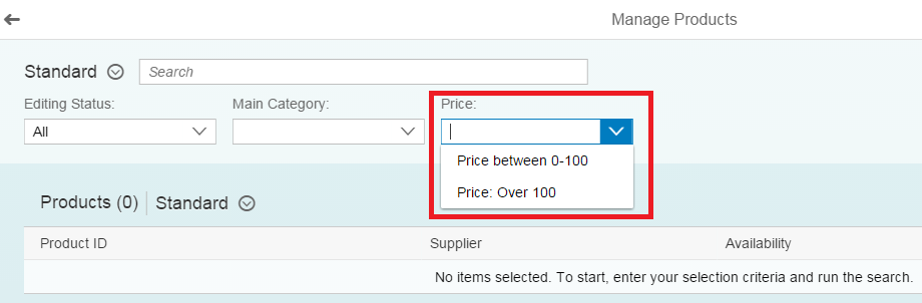 Manage Products
Standard Search
Editing Status: Main Category: Price:
All
Price between 0-100
Price: Over 100
Products (0) Standard
Product ID Supplier Availability
No items selected. To start, enter your selection criteria and run the search.